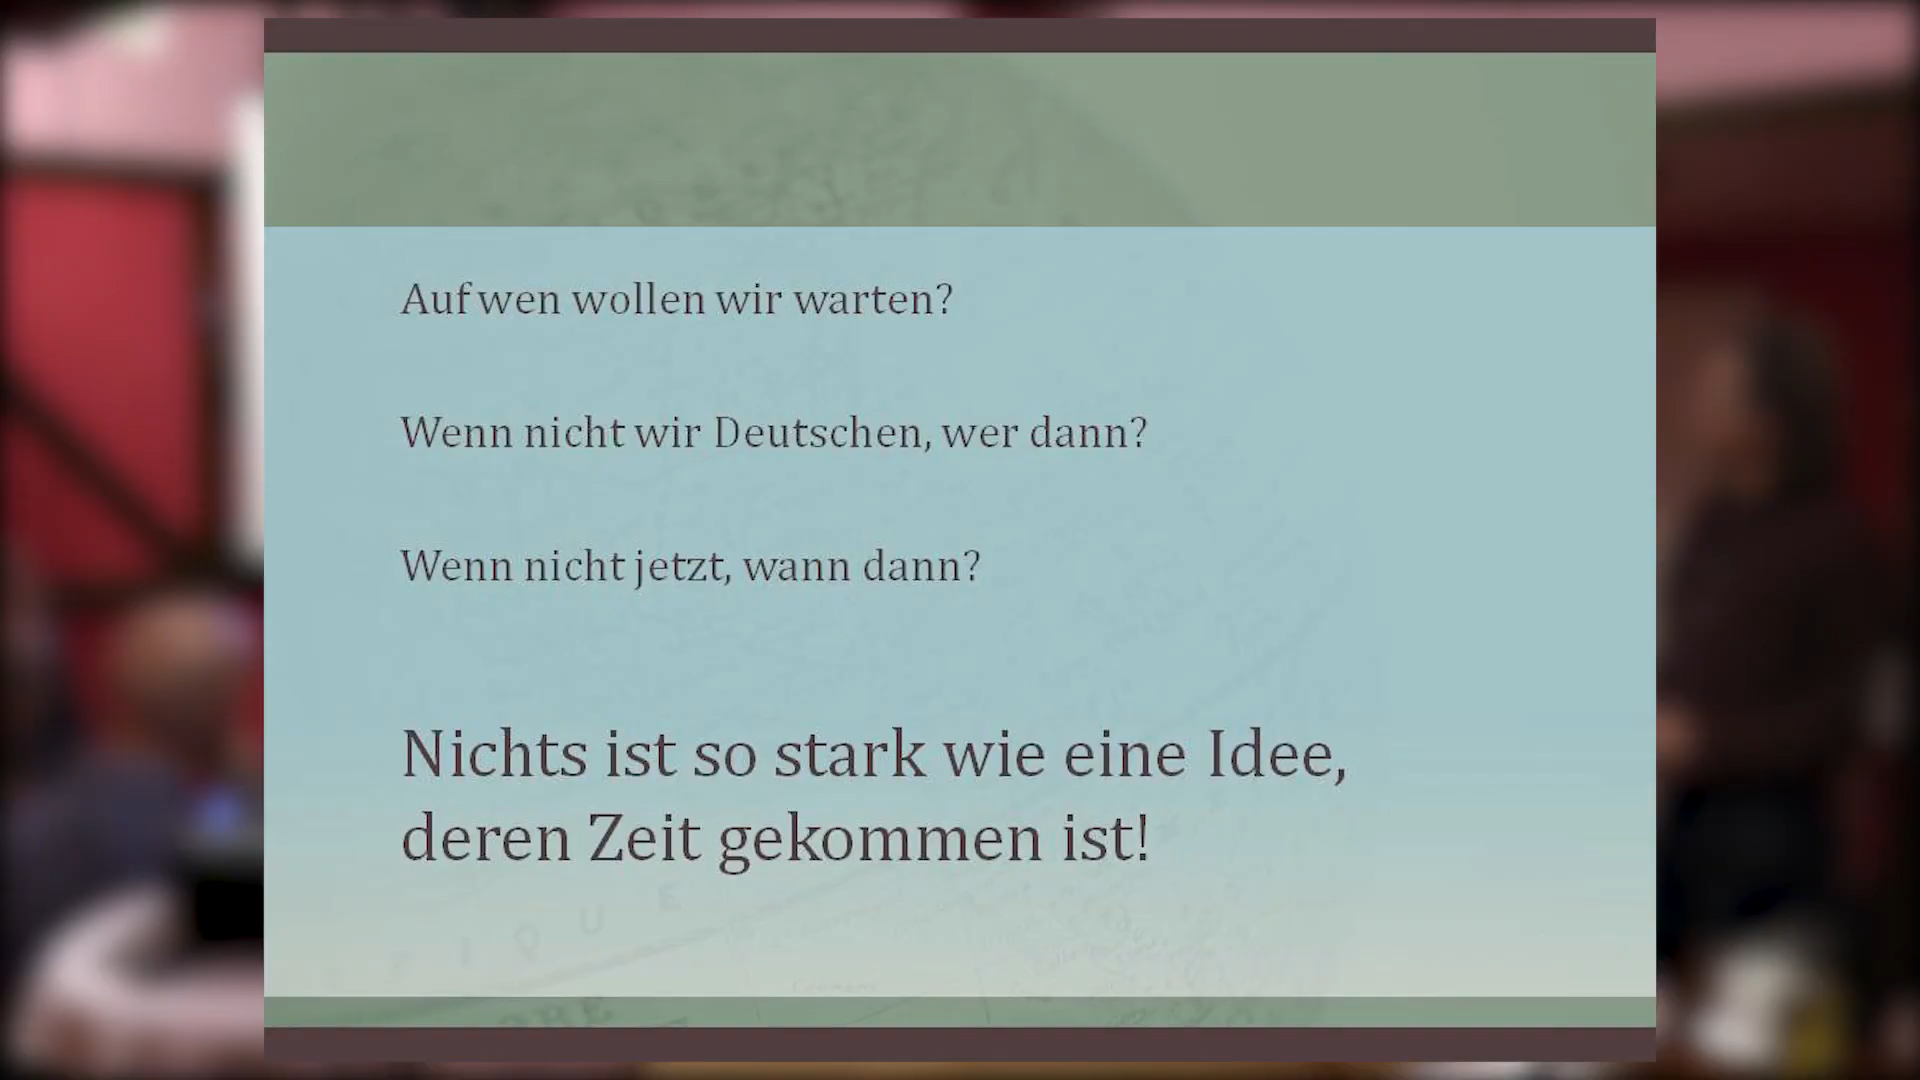 Auf wen wollen wir warten?
Wenn nicht wir Deutschen, wer dann?
Wenn nicht jetzt, wann dann?
Nichts ist so stark wie eine Idee,
deren Zeit gekommen ist!